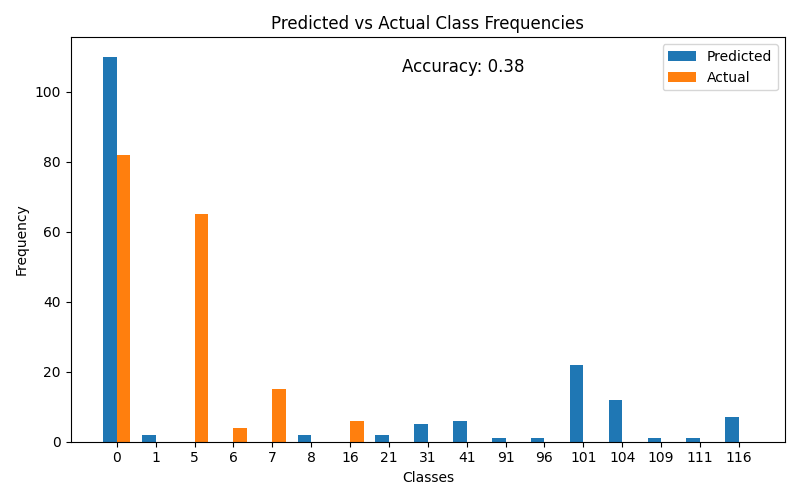 Predicted vs Actual Class Frequencies
Accuracy: 0.38
Predicted
Actual
Frequency
100
80
60
40
20
0
0 1 5 6 7 8 16 21 31 41 91 96 101 104 109 111 116
Classes